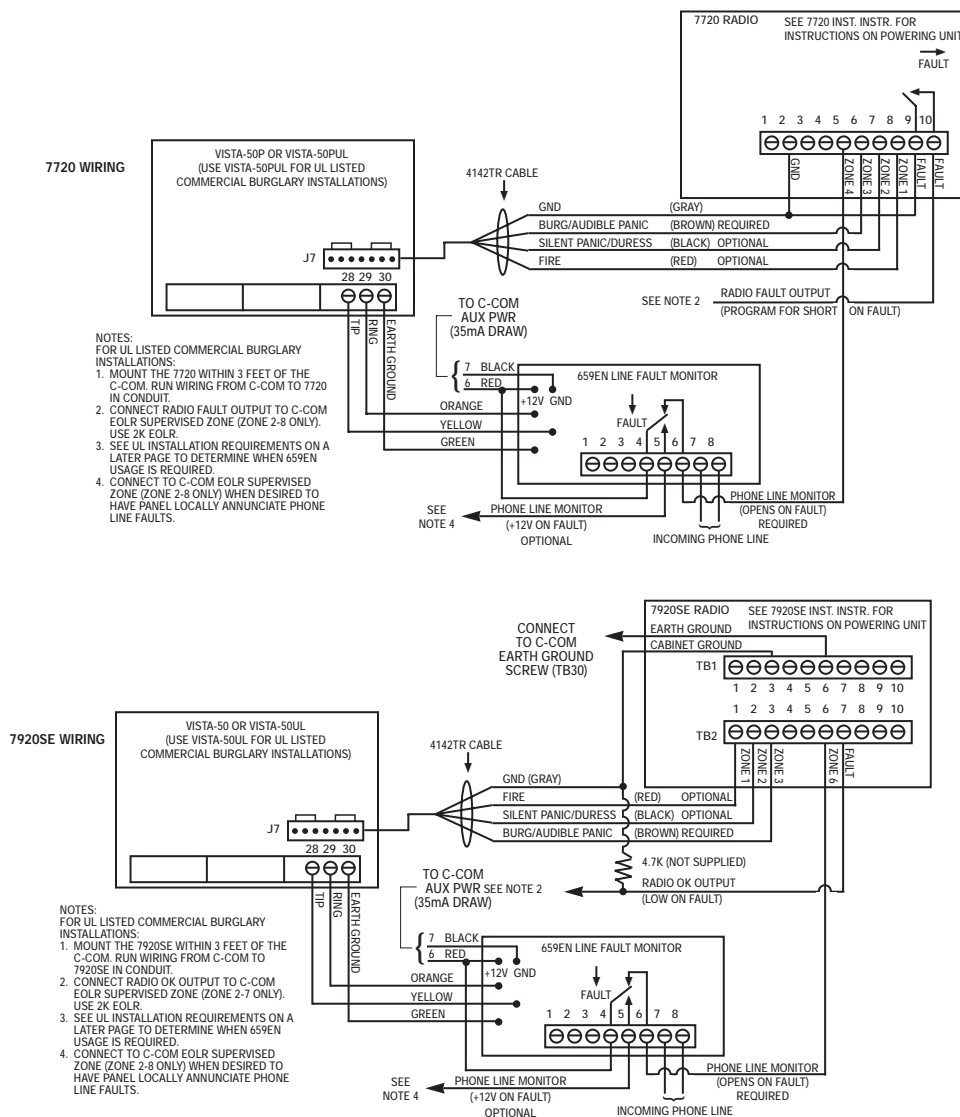 7720 RADIO
SEE 7720 INST. INSTR. FOR
INSTRUCTIONS ON POWERING UNIT
FAULT
1 2 3 4 5 6 7 8 9 10
GND
ZONE 4
ZONE 3
ZONE 2
ZONE 1
FAULT
FAULT
7720 WIRING
VISTA-50P OR VISTA-50PUL
(USE VISTA-50PUL FOR UL LISTED
COMMERCIAL BURGLARY INSTALLATIONS)
J7
28 29 30
TIP
RING
EARTH GROUND
4142TR CABLE
GND (GRAY)
BURG/AUDIBLE PANIC (BROWN) REQUIRED
SILENT PANIC/DURESS (BLACK) OPTIONAL
FIRE (RED) OPTIONAL
SEE NOTE 2
RADIO FAULT OUTPUT
(PROGRAM FOR SHORT ON FAULT)
TO C-COM
AUX PWR
(35mA DRAW)
7 BLACK
6 RED
+12V GND
ORANGE
YELLOW
GREEN
659EN LINE FAULT MONITOR
FAULT
1 2 3 4 5 6 7 8
SEE
NOTE 4
PHONE LINE MONITOR
(+12V ON FAULT)
OPTIONAL
INCOMING PHONE LINE
PHONE LINE MONITOR
(OPENS ON FAULT)
REQUIRED
NOTES:
FOR UL LISTED COMMERCIAL BURGLARY
INSTALLATIONS:
1. MOUNT THE 7720 WITHIN 3 FEET OF THE
C-COM. RUN WIRING FROM C-COM TO 7720
IN CONDUIT.
2. CONNECT RADIO FAULT OUTPUT TO C-COM
EOLR SUPERVISED ZONE (ZONE 2-8 ONLY).
USE 2K EOLR.
3. SEE UL INSTALLATION REQUIREMENTS ON A
LATER PAGE TO DETERMINE WHEN 659EN
USAGE IS REQUIRED.
4. CONNECT TO C-COM EOLR SUPERVISED
ZONE (ZONE 2-8 ONLY) WHEN DESIRED TO
HAVE PANEL LOCALLY ANNUNCIATE PHONE
LINE FAULTS.
7920SE RADIO
SEE 7920SE INST. INSTR. FOR
INSTRUCTIONS ON POWERING UNIT
CONNECT
TO C-COM
EARTH GROUND
SCREW (TB30)
EARTH GROUND
CABINET GROUND
TB1
1 2 3 4 5 6 7 8 9 10
1 2 3 4 5 6 7 8 9 10
TB2
ZONE 1
ZONE 2
ZONE 3
ZONE 6
FAULT
7920SE WIRING
VISTA-50 OR VISTA-50UL
(USE VISTA-50UL FOR UL LISTED
COMMERCIAL BURGLARY INSTALLATIONS)
J7
28 29 30
TIP
RING
EARTH GROUND
4142TR CABLE
GND (GRAY)
FIRE (RED) OPTIONAL
SILENT PANIC/DURESS (BLACK) OPTIONAL
BURG/AUDIBLE PANIC (BROWN) REQUIRED
4.7K (NOT SUPPLIED)
RADIO OK OUTPUT
(LOW ON FAULT)
TO C-COM
AUX PWR
(35mA DRAW)
SEE NOTE 2
7 BLACK
6 RED
+12V GND
ORANGE
YELLOW
GREEN
659EN LINE FAULT MONITOR
FAULT
1 2 3 4 5 6 7 8
SEE
NOTE 4
PHONE LINE MONITOR
(+12V ON FAULT)
OPTIONAL
INCOMING PHONE LINE
PHONE LINE MONITOR
(OPENS ON FAULT)
REQUIRED
NOTES:
FOR UL LISTED COMMERCIAL BURGLARY
INSTALLATIONS:
1. MOUNT THE 7920SE WITHIN 3 FEET OF THE
C-COM. RUN WIRING FROM C-COM TO
7920SE IN CONDUIT.
2. CONNECT RADIO OK OUTPUT TO C-COM
EOLR SUPERVISED ZONE (ZONE 2-7 ONLY).
USE 2K EOLR.
3. SEE UL INSTALLATION REQUIREMENTS ON A
LATER PAGE TO DETERMINE WHEN 659EN
USAGE IS REQUIRED.
4. CONNECT TO C-COM EOLR SUPERVISED
ZONE (ZONE 2-8 ONLY) WHEN DESIRED TO
HAVE PANEL LOCALLY ANNUNCIATE PHONE
LINE FAULTS.